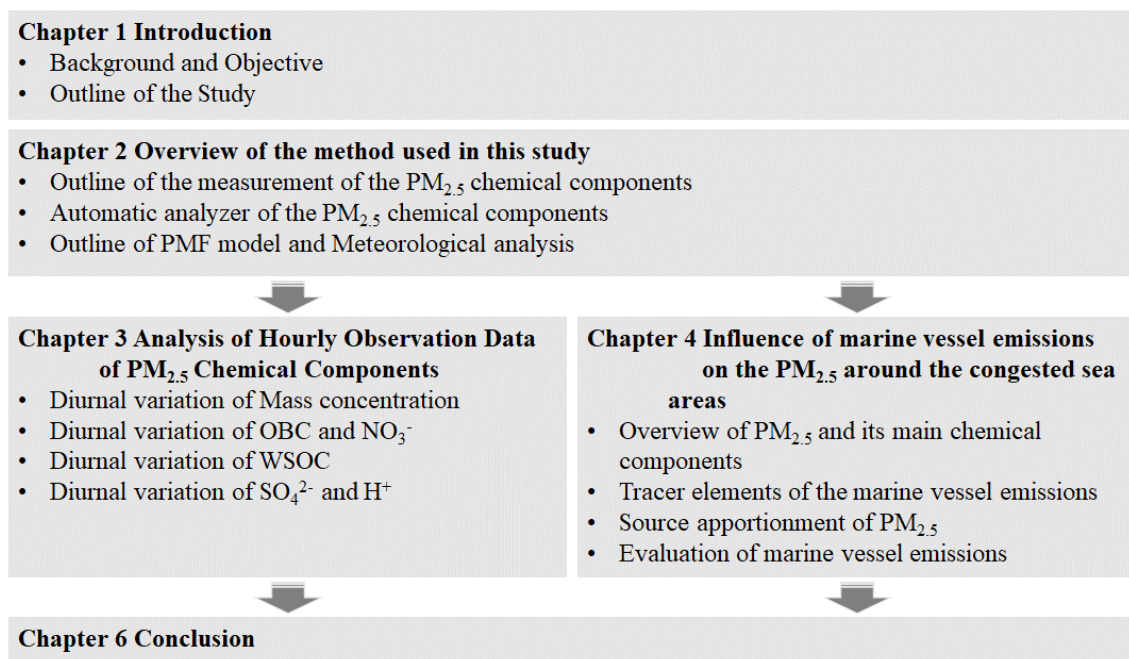 Chapter 1 Introduction
• Background and Objective
• Outline of the Study
Chapter 2 Overview of the method used in this study
• Outline of the measurement of the PM2.5 chemical components
• Automatic analyzer of the PM2.5 chemical components
• Outline of PMF model and Meteorological analysis
Chapter 3 Analysis of Hourly Observation Data
of PM2.5 Chemical Components
• Diurnal variation of Mass concentration
• Diurnal variation of OBC and NO3-
• Diurnal variation of WSOC
• Diurnal variation of SO42- and H+
Chapter 4 Influence of marine vessel emissions
on the PM2.5 around the congested sea
areas
• Overview of PM2.5 and its main chemical
components
• Tracer elements of the marine vessel emissions
• Source apportionment of PM2.5
• Evaluation of marine vessel emissions
Chapter 6 Conclusion